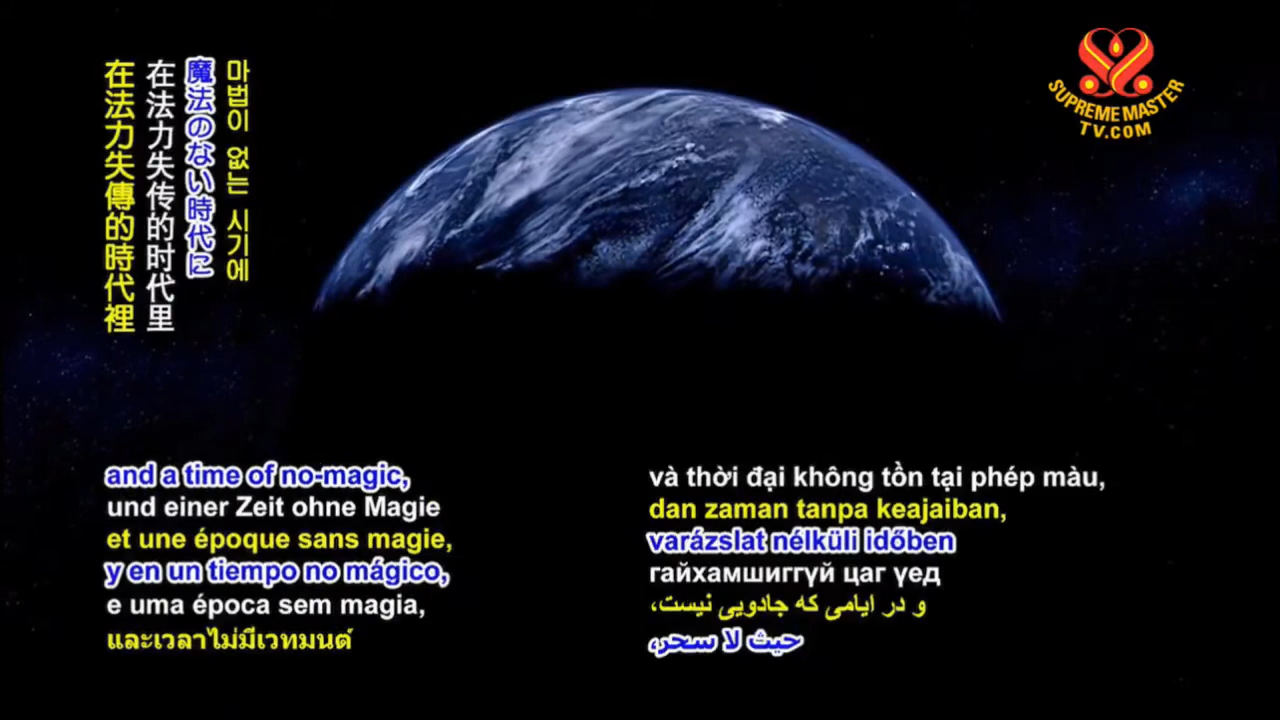 在法力失傳的時代裡
在法力失传的时代里
魔法のない時代に
마법이 없는 시기에
SUPREME MASTER
TV.COM
and a time of no-magic,
und einer Zeit ohne Magie
et une époque sans magie,
y en un tiempo no mágico,
e uma época sem magia,
และเวลาไม่มีเวทมนต์
và thời đại không tồn tại phép màu,
dan zaman tanpa keajaiban,
varázslat nélküli időben
гайхамшиггүй цаг үед
و در ایامی که جادویی نیست،
حيث لا سحر،